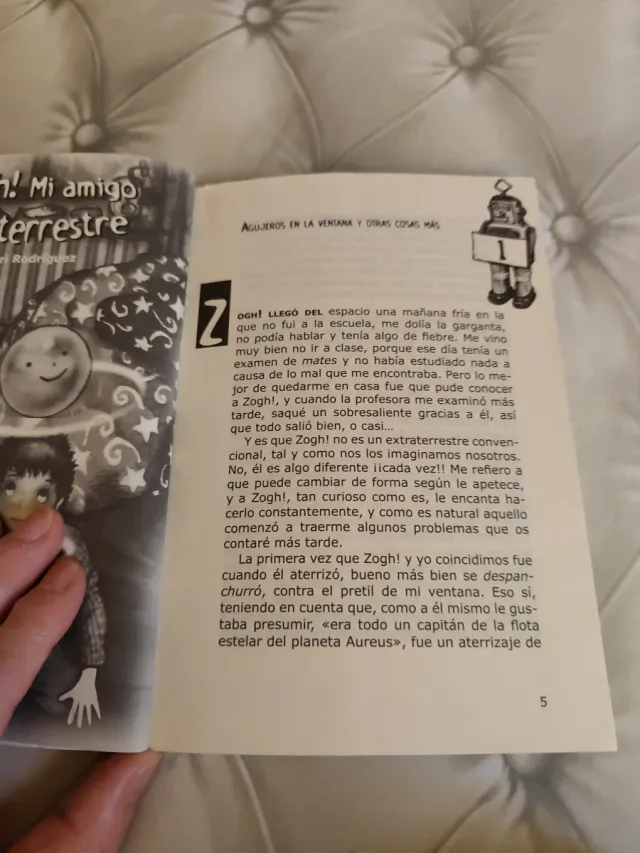 Mi amigo
terrestre
Rodríguez
AGUJEROS EN LA VENTANA Y OTRAS COSAS MÁS
1
ZOGH! LLEGÓ DEL espacio una mañana fría en la
que no fui a la escuela, me dolía la garganta,
no podía hablar y tenía algo de fiebre. Me vino
muy bien no ir a clase, porque ese día tenía un
examen de mates y no había estudiado nada a
causa de lo mal que me encontraba. Pero lo me-
jor de quedarme en casa fue que pude conocer
a Zogh!, y cuando la profesora me examinó más
tarde, saqué un sobresaliente gracias a él, así
que todo salió bien, o casi...
Y es que Zogh! no es un extraterrestre conven-
cional, tal y como nos los imaginamos nosotros.
No, él es algo diferente ¡¡cada vez!! Me refiero a
que puede cambiar de forma según le apetece,
y a Zogh!, tan curioso como es, le encanta ha-
cerlo constantemente, y como es natural aquello
comenzó a traerme algunos problemas que os
contaré más tarde.
La primera vez que Zogh! y yo coincidimos fue
cuando él aterrizó, bueno más bien se despan-
churró, contra el pretil de mi ventana. Eso sí,
teniendo en cuenta que, como a él mismo le gus-
taba presumir, «era todo un capitán de la flota
estelar del planeta Aureus», fue un aterrizaje de
5